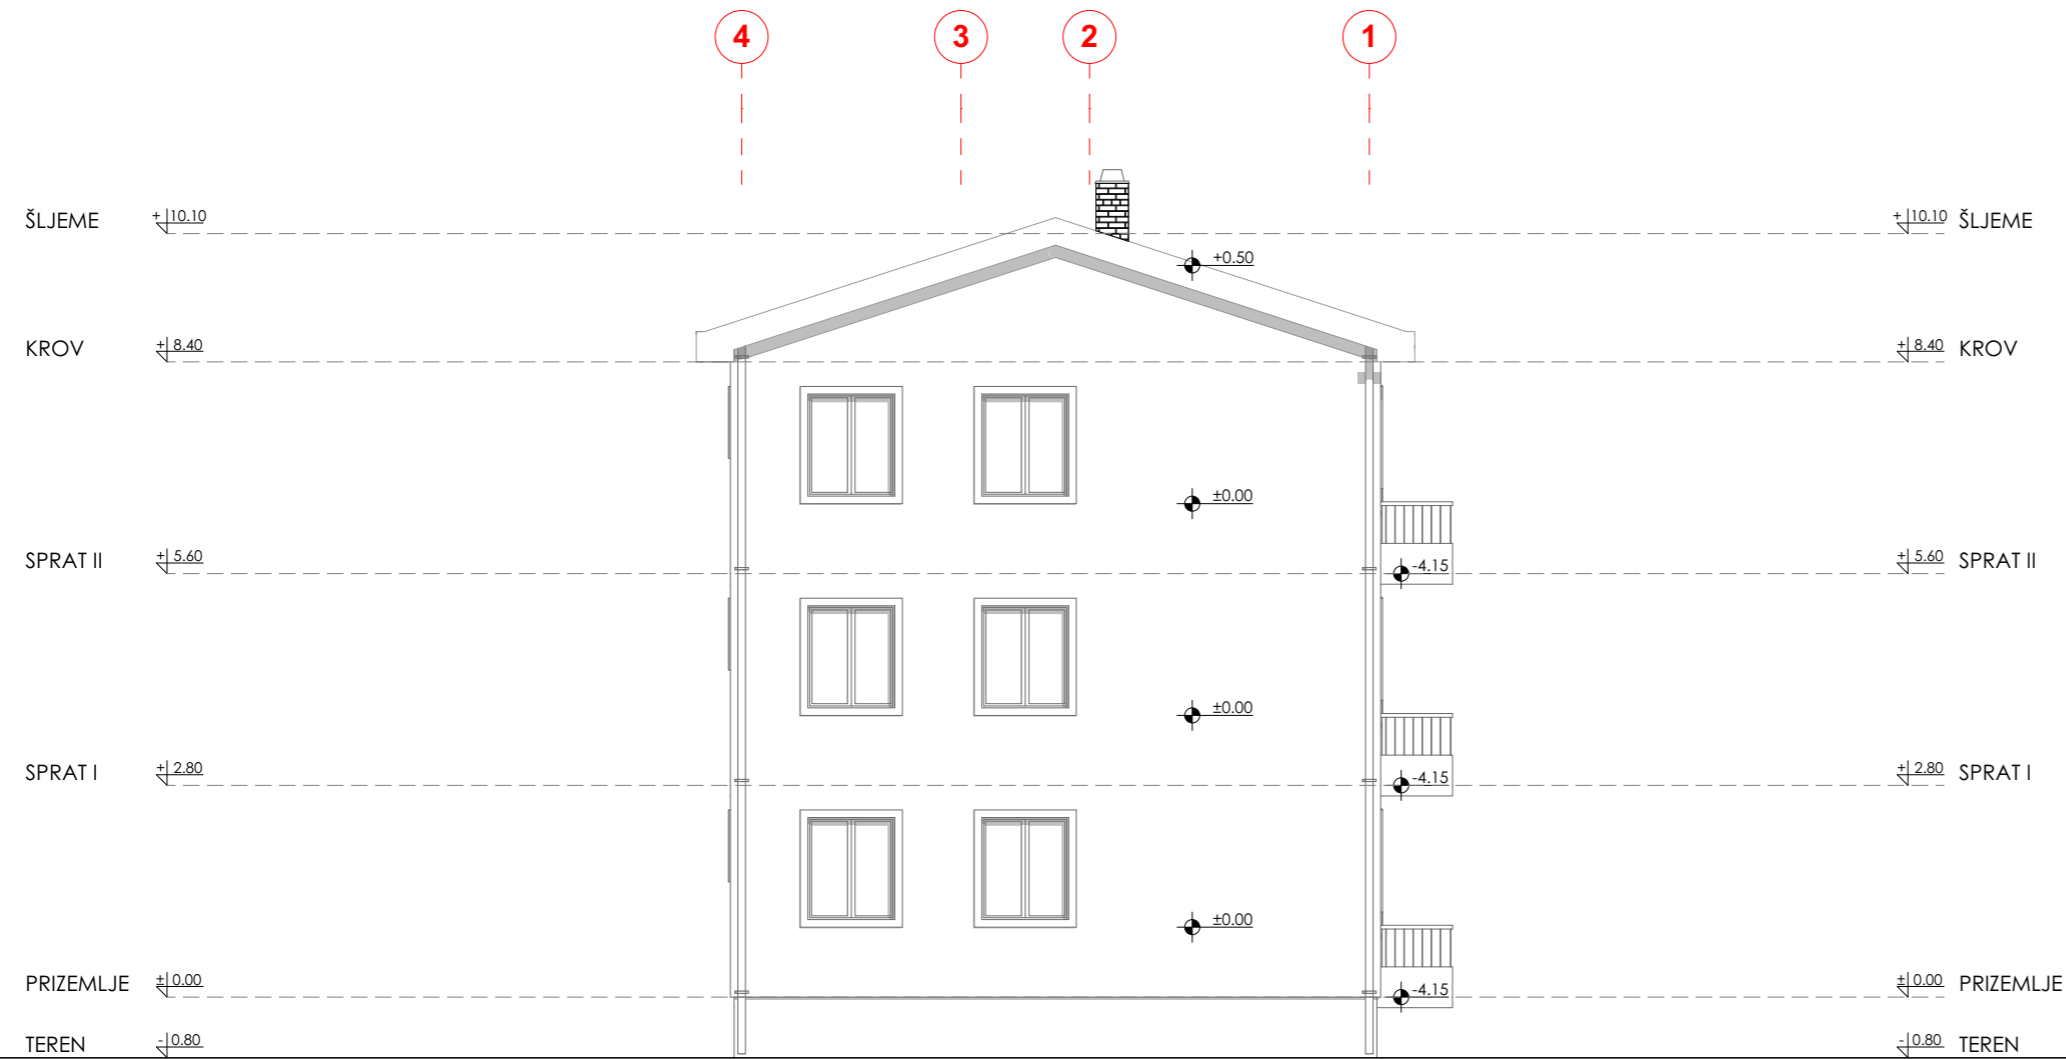 4 3 2 1
ŠLJEME +10.10 +10.10 ŠLJEME
+0.50
KROV +8.40 +8.40 KROV
±0.00
SPRAT II +5.60 -4.15 +5.60 SPRAT II
±0.00
SPRAT I +2.80 -4.15 +2.80 SPRAT I
±0.00
PRIZEMLJE ±0.00 -4.15 ±0.00 PRIZEMLJE
TEREN -0.80 -0.80 TEREN